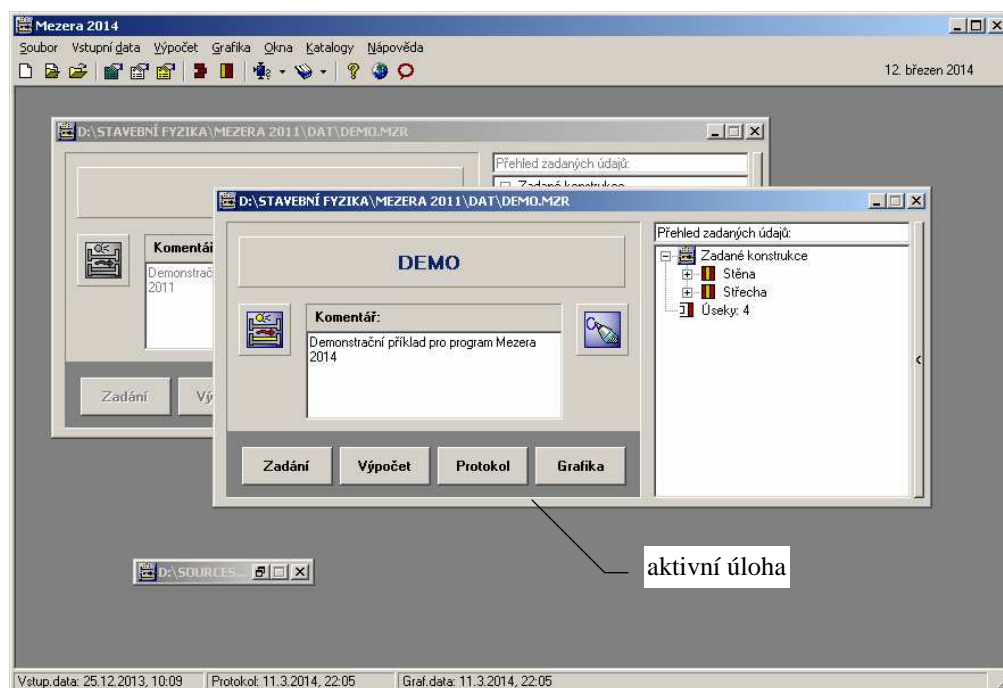 Mezera 2014
Soubor Vstupní data Výpočet Grafika Okna Katalogy Nápověda
12. březen 2014
D:\STAVEBNÍ FYZIKA\MEZERA 2011\DAT\DEMO.MZR
Přehled zadaných údajů:
Zadané konstrukce
Komentář
Demonstrač
2011
Zadání
Vý
D:\STAVEBNÍ FYZIKA\MEZERA 2011\DAT\DEMO.MZR
DEMO
Komentář:
Demonstrační příklad pro program Mezera
2014
Zadání Výpočet Protokol Grafika
Přehled zadaných údajů:
Zadané konstrukce
Stěna
Střecha
Úseky: 4
aktivní úloha
D:\SOURCES...
Vstup.data: 25.12.2013, 10:09 Protokol: 11.3.2014, 22:05 Graf.data: 11.3.2014, 22:05